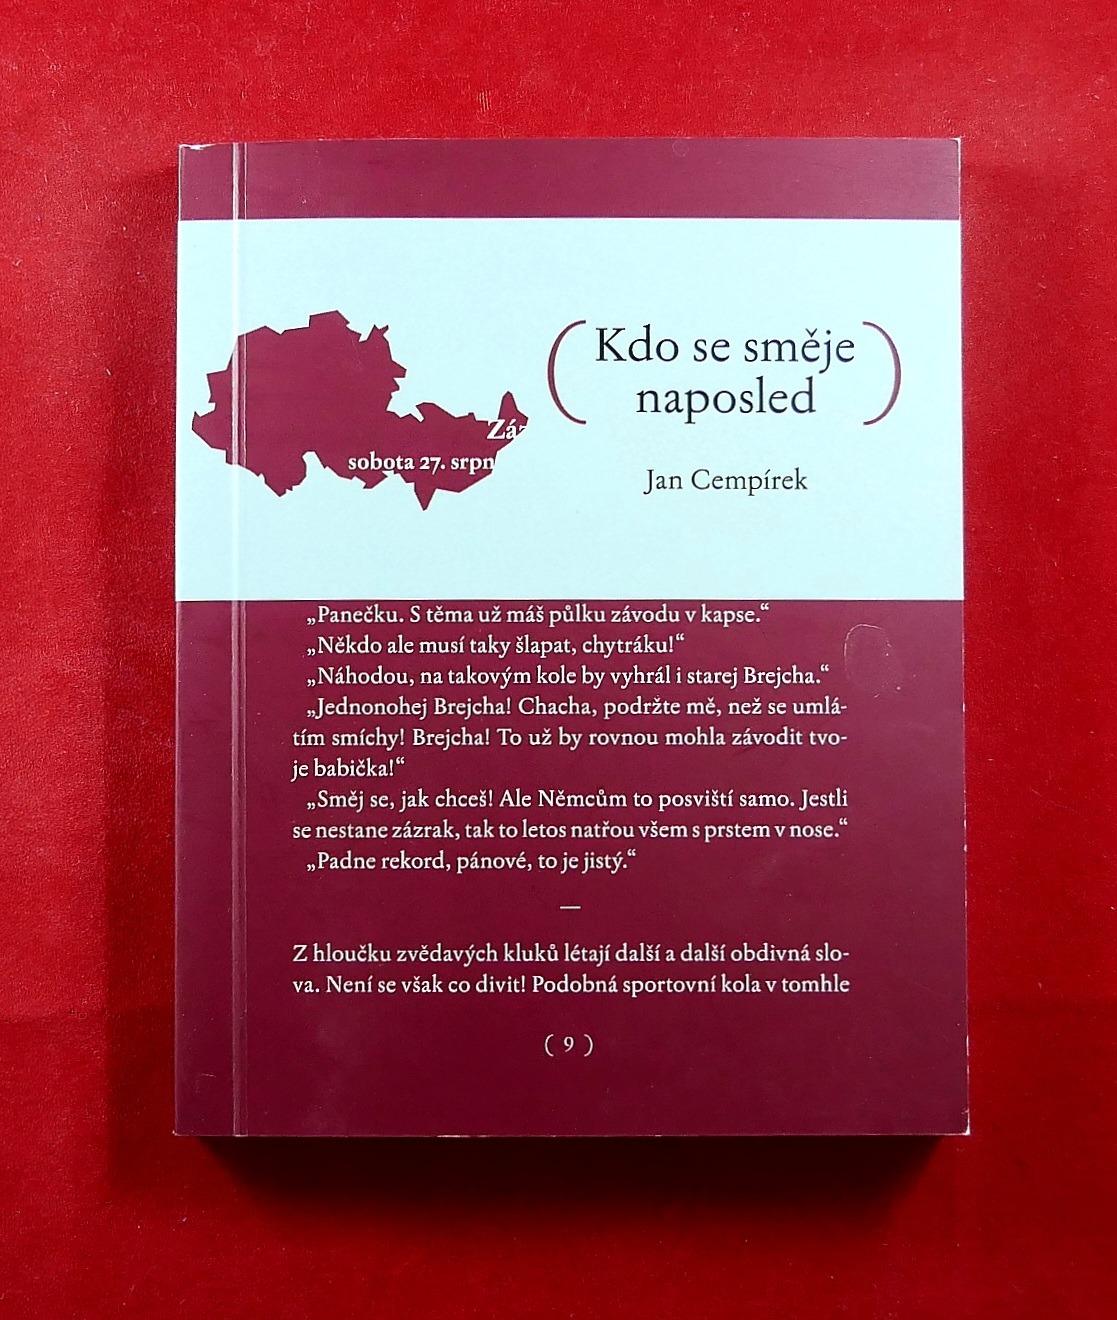 (Kdo se směje
naposled)
Jan Cempírek
sobota 27. srpn
„Panečku. S těma už máš půlku závodu v kapse.“
„Někdo ale musí taky šlapat, chytráku!“
„Náhodou, na takovým kole by vyhrál i starej Brejcha.“
„Jednonohej Brejcha! Chacha, podržte mě, než se umlá-
tím smíchy! Brejcha! To už by rovnou mohla závodit tvo-
je babička!“
„Směj se, jak chceš! Ale Němcům to posviští samo. Jestli
se nestane zázrak, tak to letos natřou všem s prstem v nose.“
„Padne rekord, pánové, to je jistý.“
—
Z hloučku zvědavých kluků létají další a další obdivná slo-
va. Není se však co divit! Podobná sportovní kola v tomhle
( 9 )